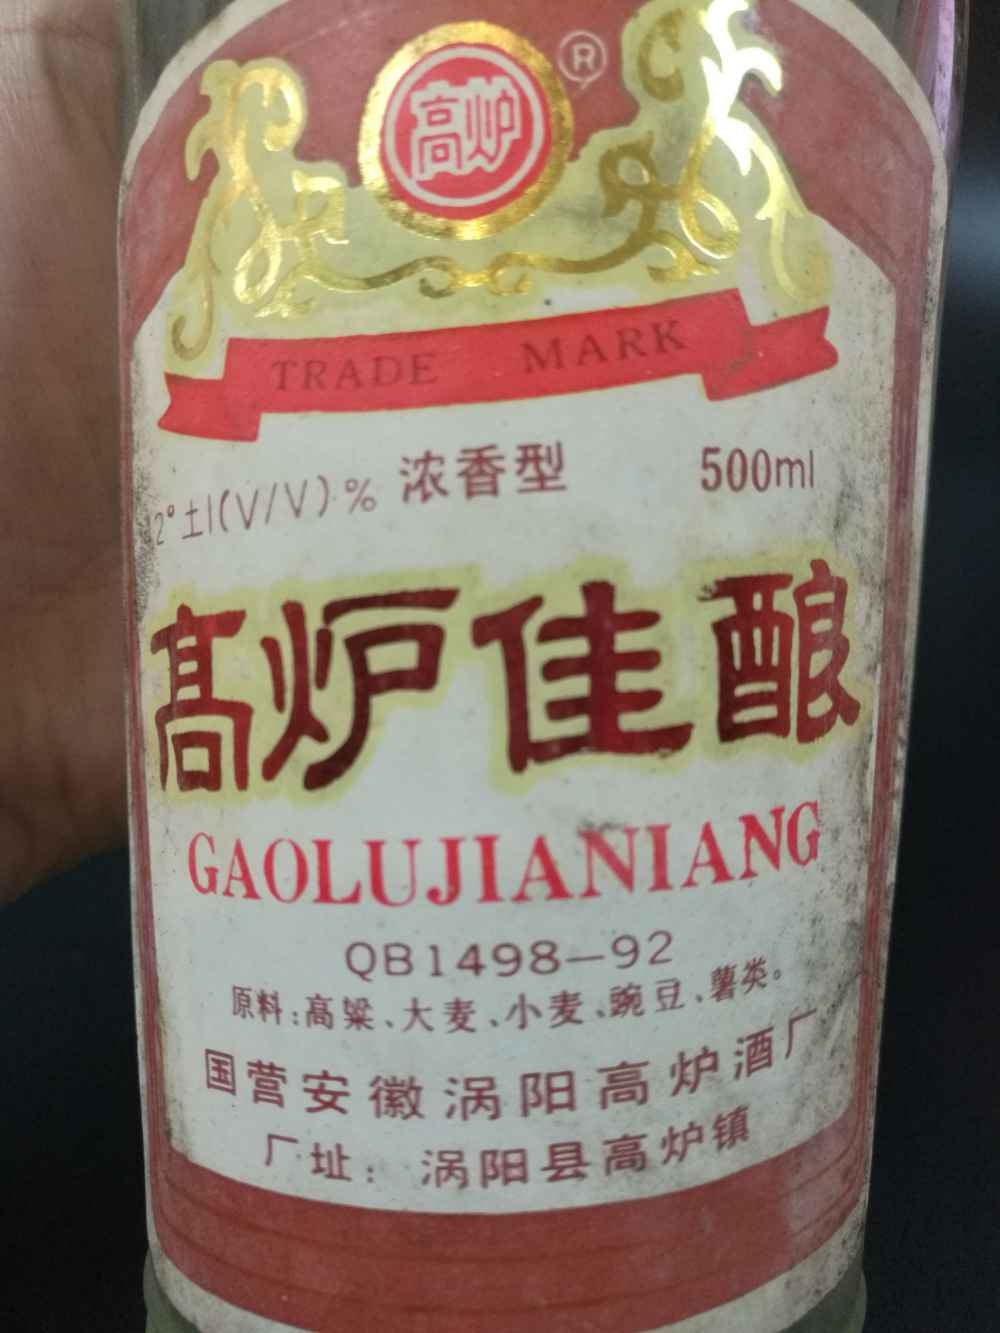 高炉
®
TRADE MARK
2°±1(V/V)% 浓香型 500ml
高炉佳酿
GAOLUJIANIANG
QB1498—92
原料:高粱、大麦、小麦、豌豆、薯类。
国营安徽涡阳高炉酒厂
厂址：涡阳县高炉镇